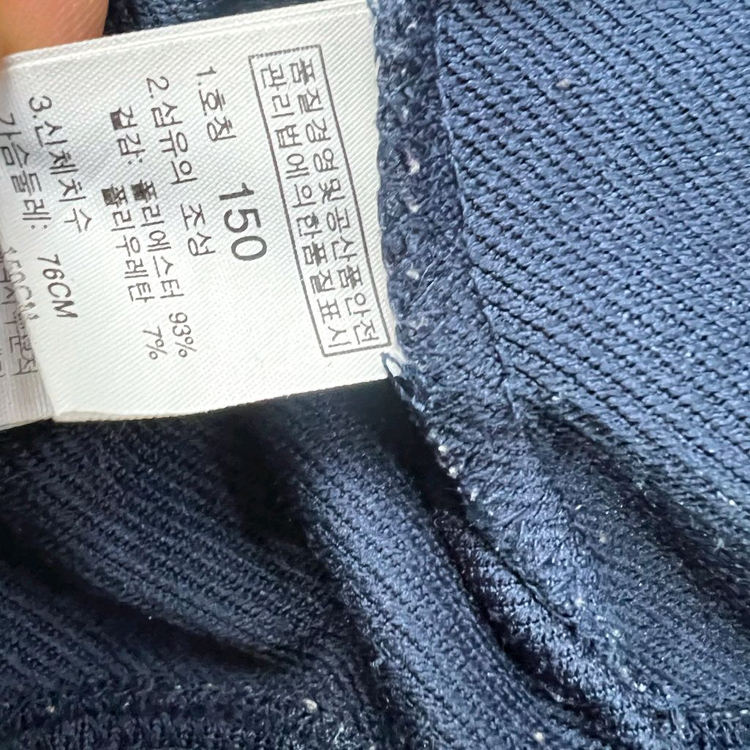 품질경영및공산품안전
관리법에의한품질표시
1.호칭 150
2.섬유의 조성
겉감: 폴리에스터 93%
폴리우레탄 7%
3.신체치수
가슴둘레: 76CM